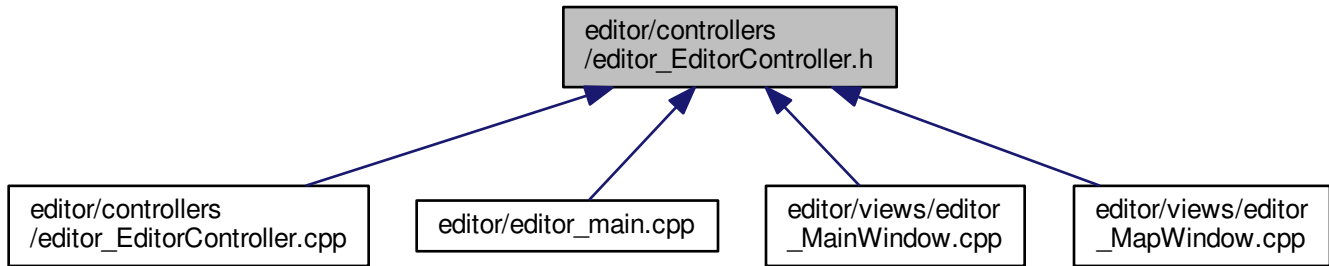 editor/controllers
/editor_EditorController.h
editor/controllers
/editor_EditorController.cpp
editor/editor_main.cpp
editor/views/editor
_MainWindow.cpp
editor/views/editor
_MapWindow.cpp